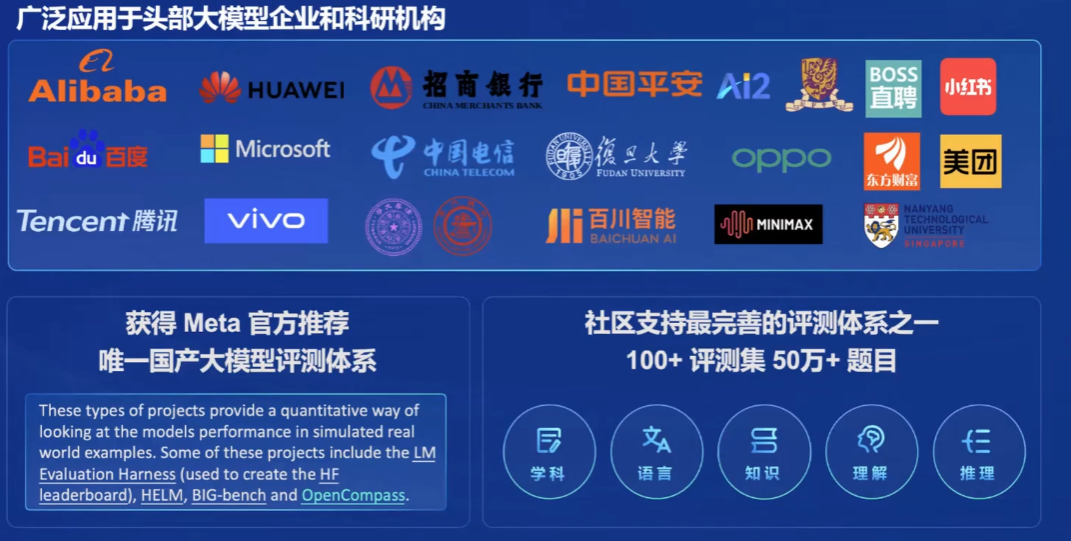 广泛应用于头部大模型企业和科研机构
Alibaba
HUAWEI
招商银行
CHINA MERCHANTS BANK
中国平安
Ai2
BOSS
直聘
小红书
Bai du 百度
Microsoft
中国电信
CHINA TELECOM
復旦大學
FUDAN UNIVERSITY
oppo
东方财富
美团
Tencent 腾讯
vivo
百川智能
BAICHUAN AI
MINIMAX
NANYANG
TECHNOLOGICAL
UNIVERSITY
SINGAPORE
获得 Meta 官方推荐
唯一国产大模型评测体系
These types of projects provide a quantitative way of
looking at the models performance in simulated real
world examples. Some of these projects include the LM
Evaluation Harness (used to create the HF
leaderboard), HELM, BIG-bench and OpenCompass.
社区支持最完善的评测体系之一
100+ 评测集 50万+ 题目
学科
语言
知识
理解
推理